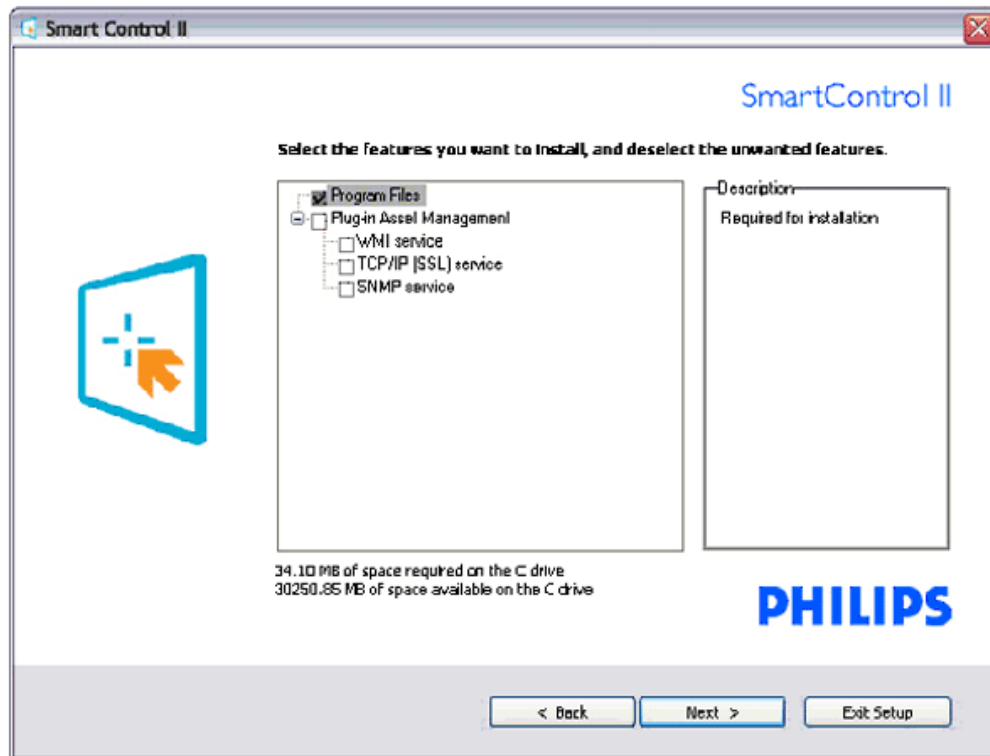 Smart Control II
SmartControl II
Select the features you want to install, and deselect the unwanted features.
Program Files
Plug-in Asset Management
WMI service
TCP/IP (SSL) service
SNMP service
Description
Required for installation
34.10 MB of space required on the C drive
30250.85 MB of space available on the C drive
PHILIPS
< Back
Next >
Exit Setup